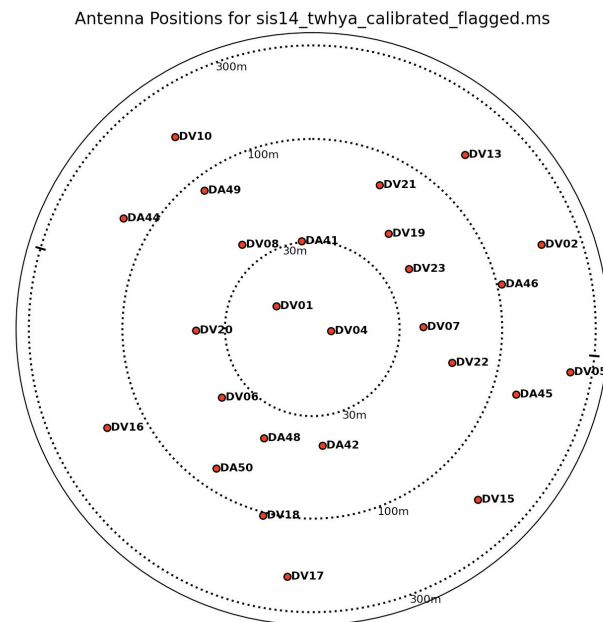 Antenna Positions for sis14_twhya_calibrated_flagged.ms
300m
DV10
100m
DV13
DV21
DA49
DA44
DV19
DA41
DV08
DV02
30m
DV23
DA46
DV01
DV07
DV20
DV04
DV22
DV05
DA45
DV06
30m
DV16
DA48
DA42
DA50
DV15
100m
DV18
DV17
300m